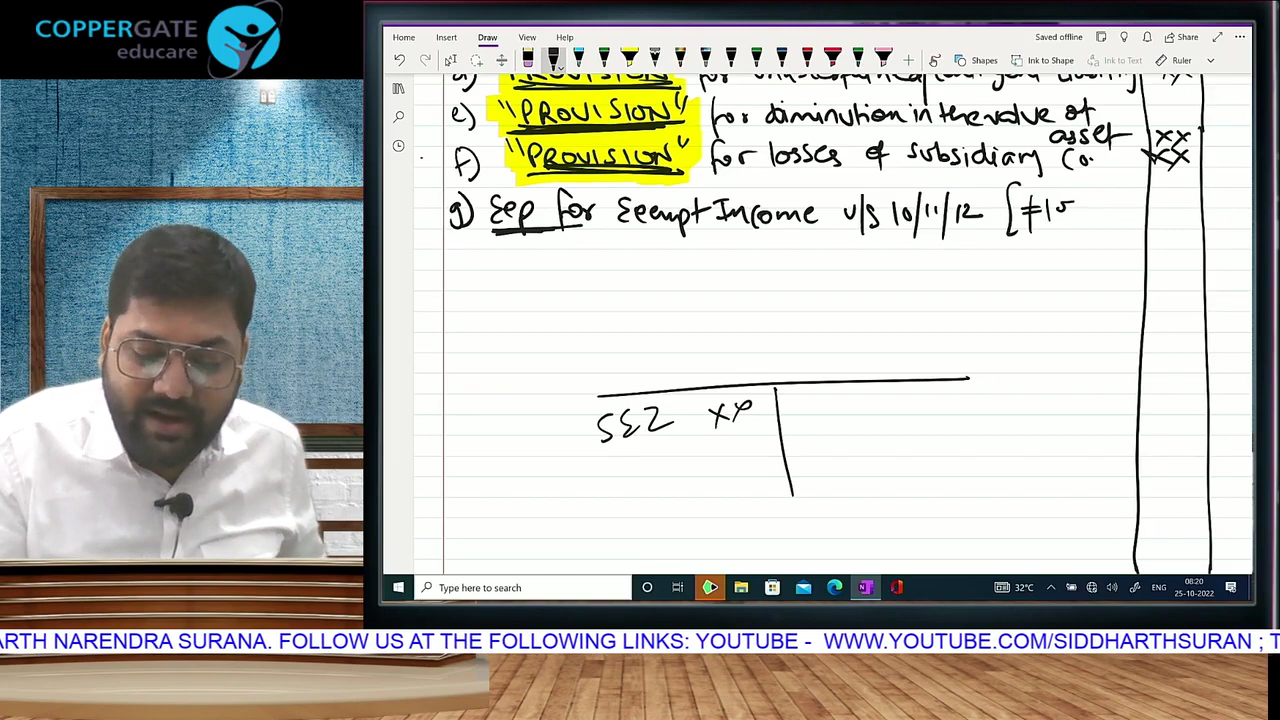 COPPERGATE
educare
Home Insert Draw View Help
Saved offline
Share
Shapes
Ink to Shape
Ink to Text
Ruler
"PROVISION" for
e) "PROVISION" for diminution in the value of
asset xx
f) "PROVISION" for losses of subsidiary Co. xx
g) Exp for Exempt Income u/s 10/11/12 [≠10
SEZ xx
Type here to search
32°C
ENG
08:20
25-10-2022
ARTH NARENDRA SURANA. FOLLOW US AT THE FOLLOWING LINKS: YOUTUBE - WWW.YOUTUBE.COM/SIDDHARTHSURAN ; T